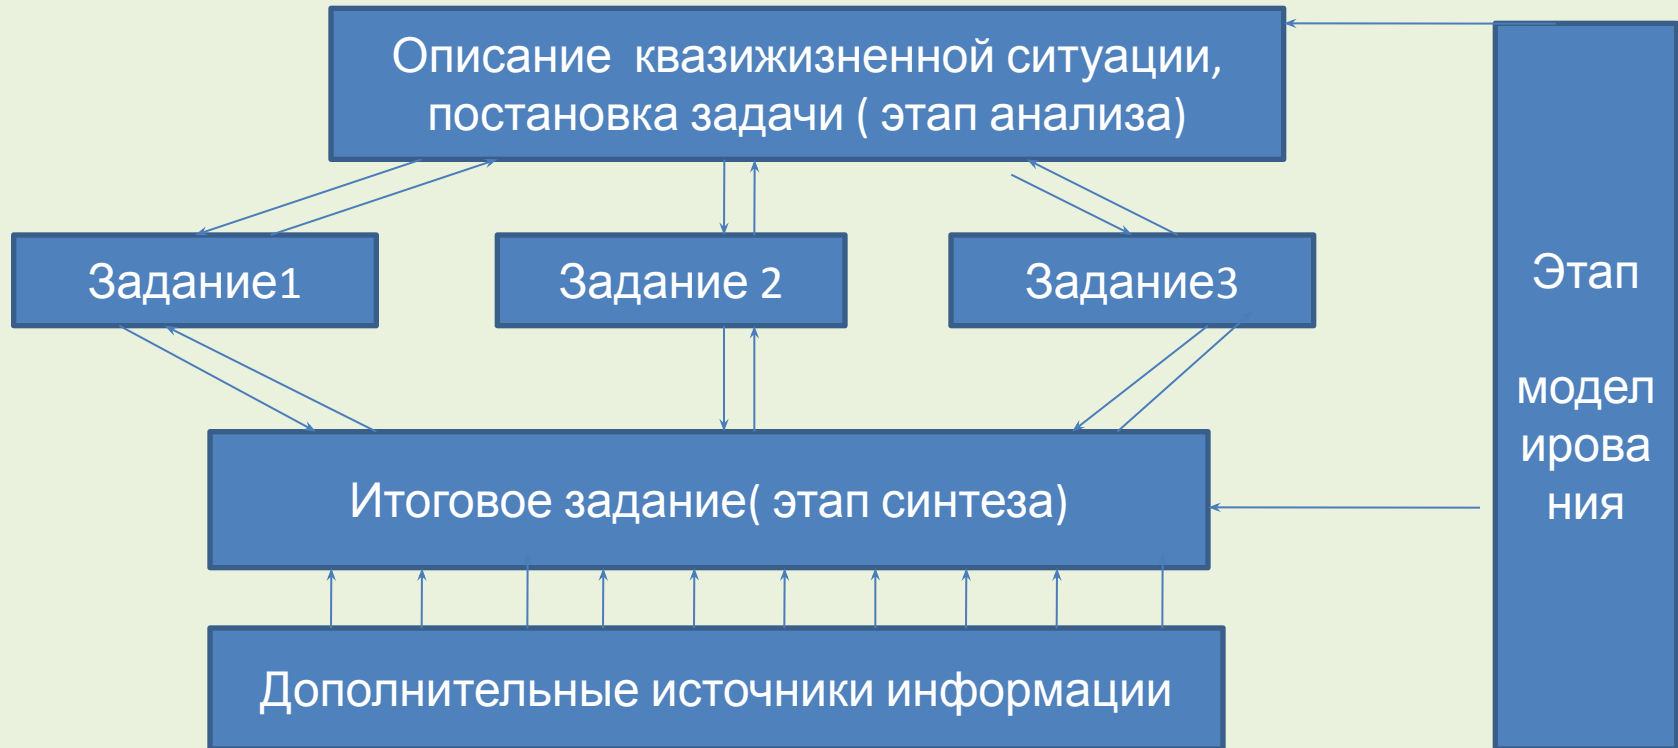 Описание квазижизненной ситуации,
постановка задачи ( этап анализа)
Задание1
Задание 2
Задание3
Этап
модел
ирова
ния
Итоговое задание( этап синтеза)
Дополнительные источники информации